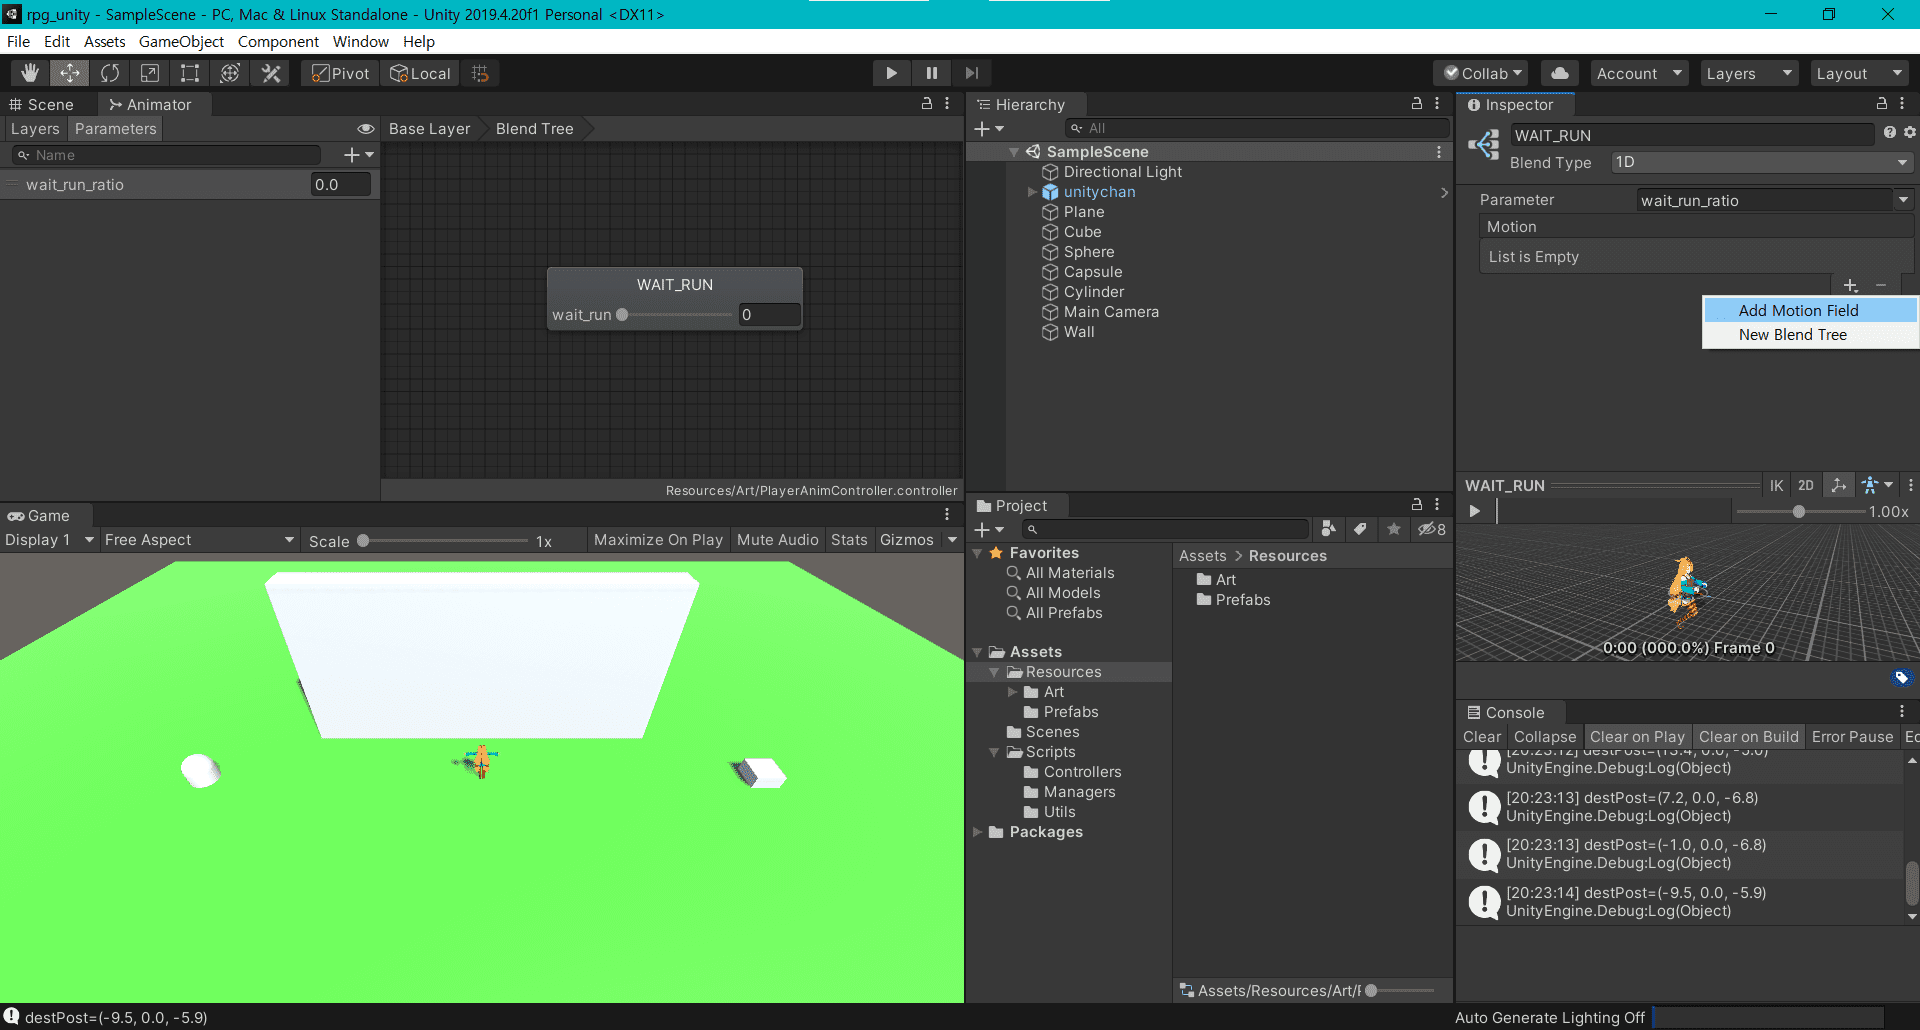 rpg_unity - SampleScene - PC, Mac & Linux Standalone - Unity 2019.4.20f1 Personal <DX11>
File Edit Assets GameObject Component Window Help
Pivot Local Collab Account Layers Layout
Scene Animator
Layers Parameters Base Layer Blend Tree
Name
wait_run_ratio 0.0
WAIT_RUN
wait_run 0
Resources/Art/PlayerAnimController.controller
Game
Display 1 Free Aspect Scale 1x Maximize On Play Mute Audio Stats Gizmos
Hierarchy
All
SampleScene
Directional Light
unitychan
Plane
Cube
Sphere
Capsule
Cylinder
Main Camera
Wall
Project
8
Favorites
All Materials
All Models
All Prefabs
Assets
Resources
Art
Prefabs
Scenes
Scripts
Controllers
Managers
Utils
Packages
Assets > Resources
Art
Prefabs
Assets/Resources/Art/
Inspector
WAIT_RUN
Blend Type 1D
Parameter wait_run_ratio
Motion
List is Empty
Add Motion Field
New Blend Tree
WAIT_RUN IK 2D
1.00x
0:00 (000.0%) Frame 0
Console
Clear Collapse Clear on Play Clear on Build Error Pause
[20:23:12] destPost=(13.4, 0.0, -5.0)
UnityEngine.Debug:Log(Object)
[20:23:13] destPost=(7.2, 0.0, -6.8)
UnityEngine.Debug:Log(Object)
[20:23:13] destPost=(-1.0, 0.0, -6.8)
UnityEngine.Debug:Log(Object)
[20:23:14] destPost=(-9.5, 0.0, -5.9)
UnityEngine.Debug:Log(Object)
destPost=(-9.5, 0.0, -5.9)
Auto Generate Lighting Off